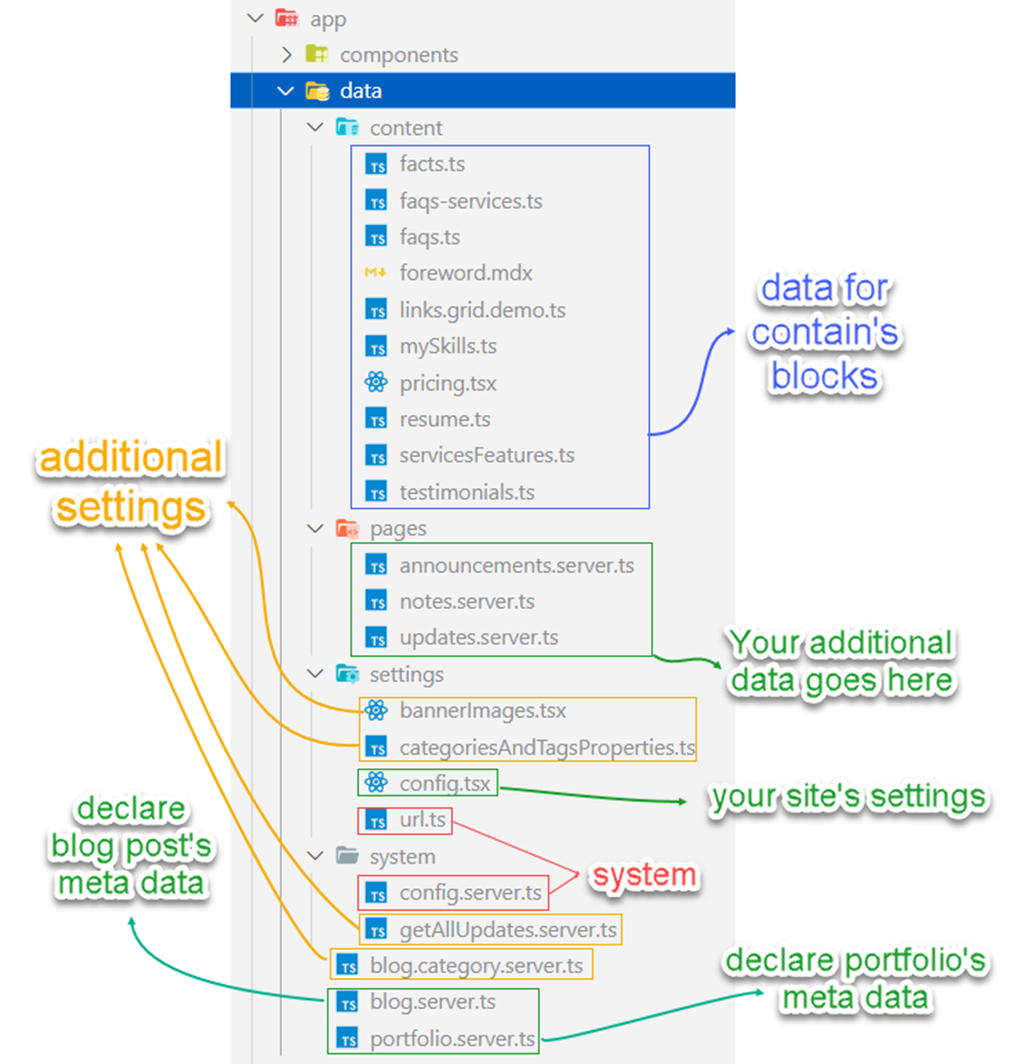 app
components
data
content
TS facts.ts
TS faqs-services.ts
TS faqs.ts
M↓ foreword.mdx
TS links.grid.demo.ts
TS mySkills.ts
pricing.tsx
TS resume.ts
TS servicesFeatures.ts
TS testimonials.ts
data for
contain's
blocks
additional
settings
pages
TS announcements.server.ts
TS notes.server.ts
TS updates.server.ts
Your additional
data goes here
settings
bannerImages.tsx
TS categoriesAndTagsProperties.ts
config.tsx
your site's settings
TS url.ts
declare
blog post's
meta data
system
system
TS config.server.ts
TS getAllUpdates.server.ts
TS blog.category.server.ts
TS blog.server.ts
TS portfolio.server.ts
declare portfolio's
meta data